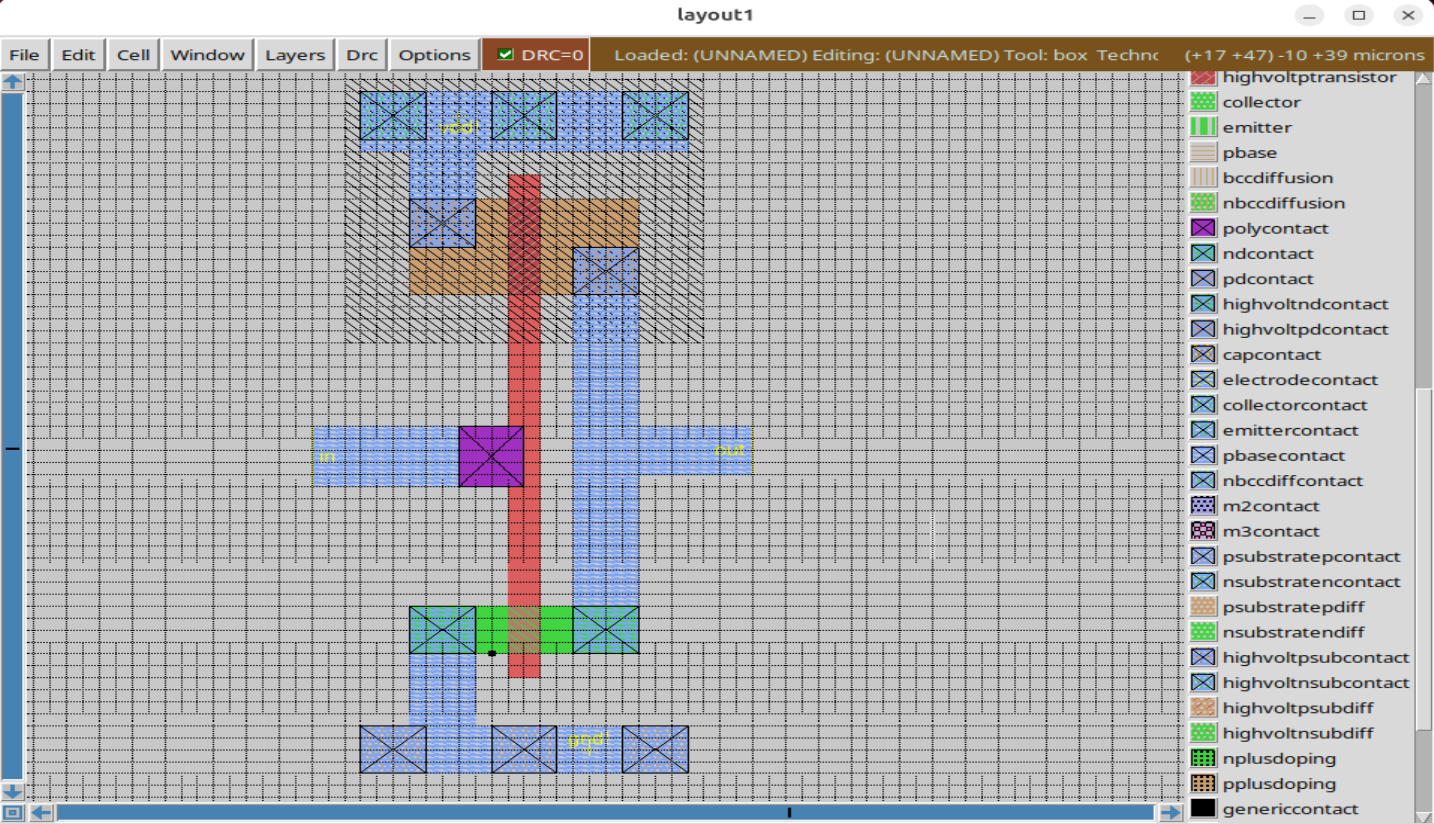 layout1
File Edit Cell Window Layers Drc Options DRC=0 Loaded: (UNNAMED) Editing: (UNNAMED) Tool: box Techno (+17 +47) -10 +39 microns
highvoltptransistor
collector
emitter
pbase
bccdiffusion
nbccdiffusion
polycontact
ndcontact
pdcontact
highvoltndcontact
highvoltpdcontact
capcontact
electrodecontact
collectorcontact
emittercontact
pbasecontact
nbccdiffcontact
m2contact
m3contact
psubstratepcontact
nsubstratencontact
psubstratepdiff
nsubstratendiff
highvoltpsubcontact
highvoltnsubcontact
highvoltpsubdiff
highvoltnsubdiff
nplusdoping
pplusdoping
genericcontact
vdd!
in
out
gnd!